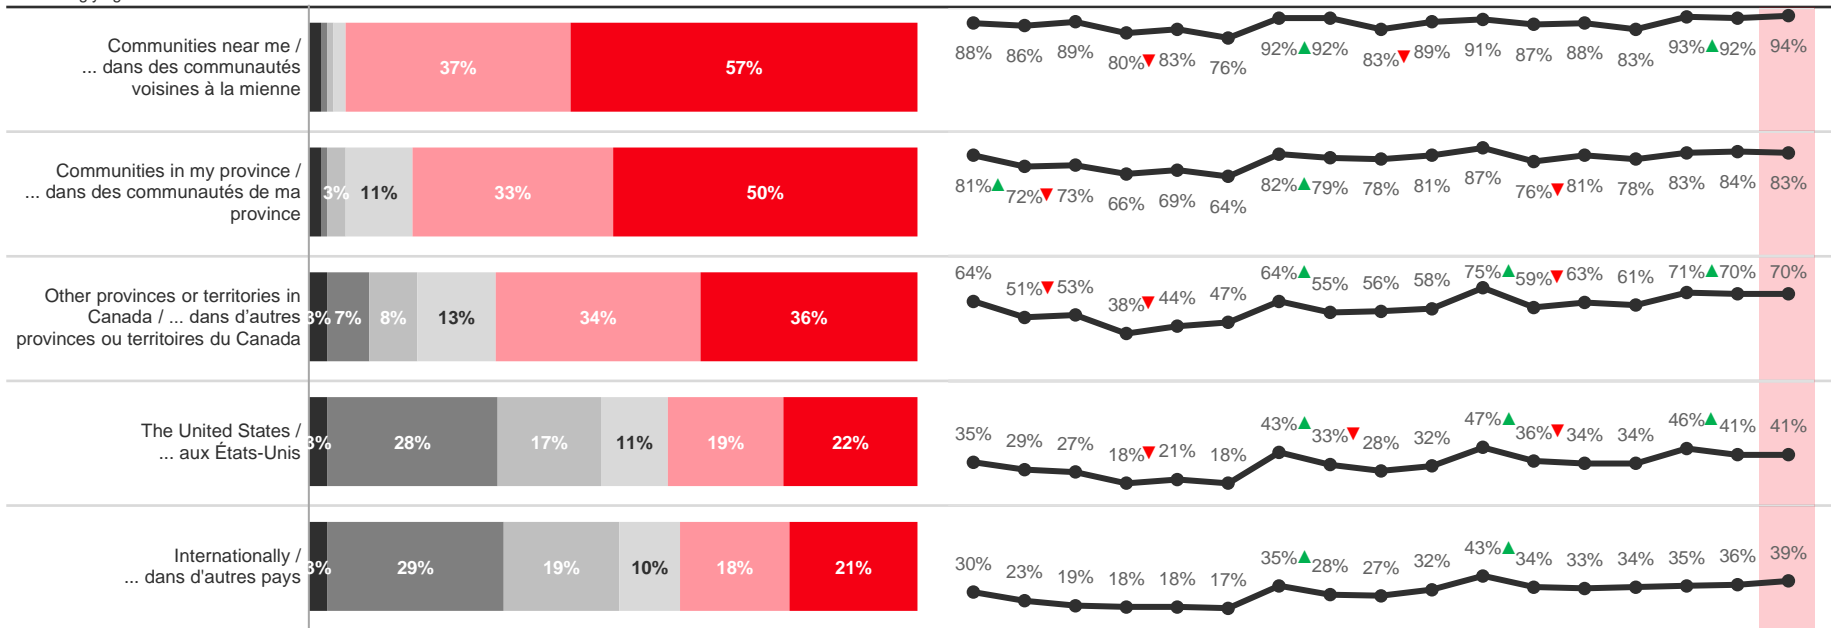 Communities near me /
... dans des communautés
voisines à la mienne
37%
57%
88% 86% 89% 80% 83% 76% 92% 92% 83% 89% 91% 87% 88% 83% 93% 92% 94%
Communities in my province /
... dans des communautés de ma
province
3% 11% 33% 50%
81% 72% 73% 66% 69% 64% 82% 79% 78% 81% 87% 76% 81% 78% 83% 84% 83%
Other provinces or territories in
Canada / ... dans d'autres
provinces ou territoires du Canada
3% 7% 8% 13% 34% 36%
64% 51% 53% 38% 44% 47% 64% 55% 56% 58% 75% 59% 63% 61% 71% 70% 70%
The United States /
... aux États-Unis
3% 28% 17% 11% 19% 22%
35% 29% 27% 18% 21% 18% 43% 33% 28% 32% 47% 36% 34% 34% 46% 41% 41%
Internationally /
... dans d'autres pays
3% 29% 19% 10% 18% 21%
30% 23% 19% 18% 18% 17% 35% 28% 27% 32% 43% 34% 33% 34% 35% 36% 39%